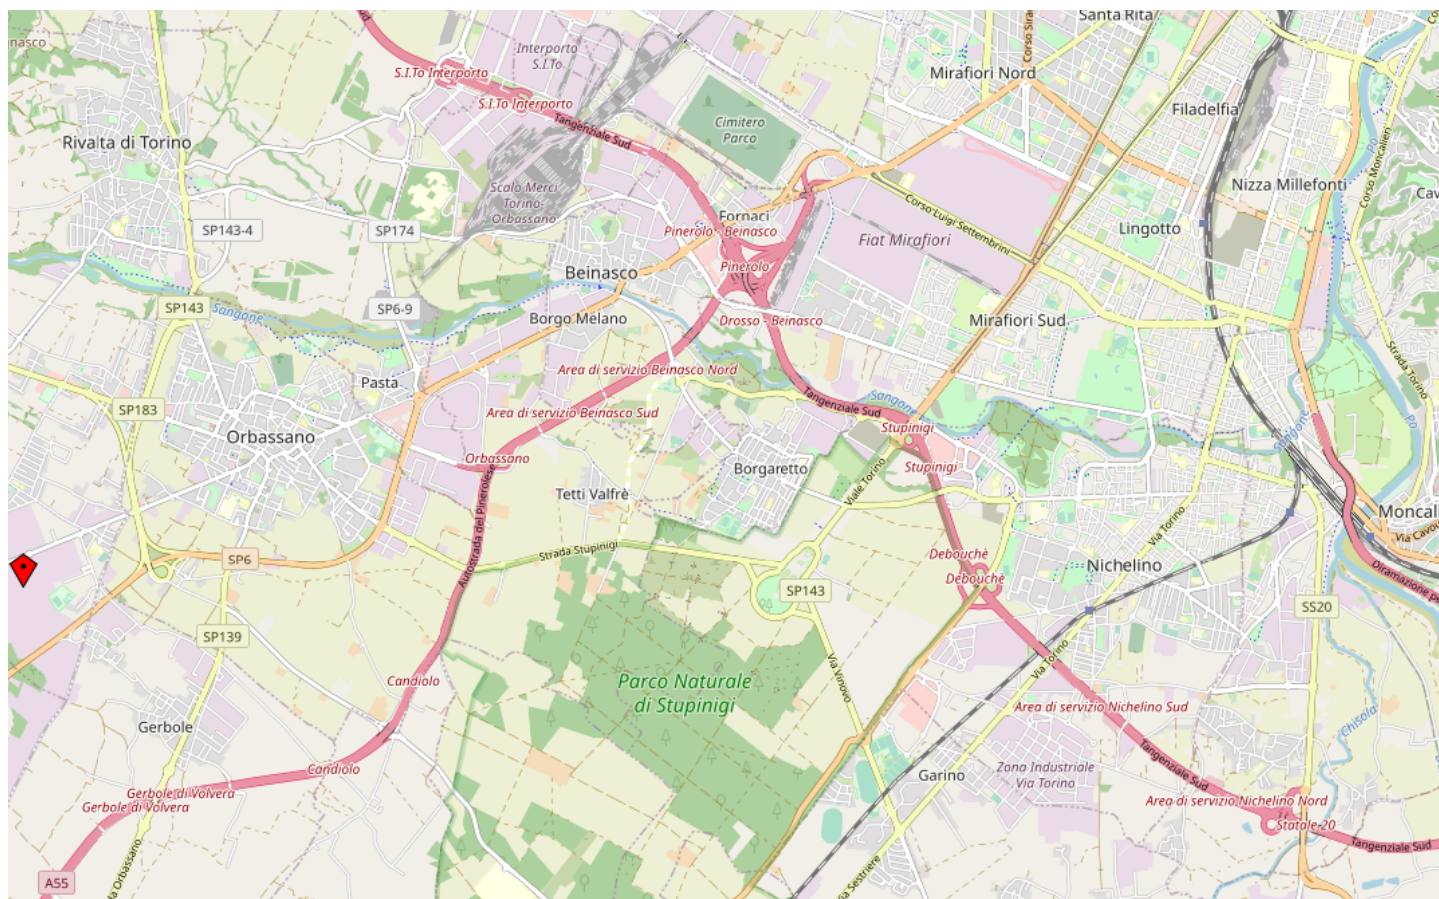 Santa Rita
Corso Sira
Co
nasco
Sud
Interporto
S.I.To.
S.I.To Interporto
Mirafiori Nord
S.I.To Interporto
Filadelfia
Cimitero
Parco
Tangenziale Sud
Rivalta di Torino
Po
Corso Moncalieri
Scalo Merci
Torino-
Orbassano
Nizza Millefonti
Cav
Corso Luigi Settembrini
Fornaci
SP143-4
SP174
Pinerolo - Beinasco
Lingotto
Fiat Mirafiori
Pinerolo
Beinasco
SP143
SP6-9
Sangone
Borgo Melano
Drosso - Beinasco
Mirafiori Sud
Area di servizio Beinasco Nord
Strada Torino
Pasta
SP183
Tangenziale Sud
Sangone
Area di servizio Beinasco Sud
Po
Sangone
Stupinigi
Orbassano
Orbassano
Stupinigi
Borgaretto
Viale Torino
Tetti Valfrè
Autostrada del Pinerolese
Moncal
Via Torino
Via Cavou
Strada Stupinigi
SP6
Debouchè
Nichelino
Debouchè
Diramazione pe
SP143
SS20
SP139
Via Torino
Via Vinovo
Candiolo
Parco Naturale
di Stupinigi
Area di servizio Nichelino Sud
Chisola
Gerbole
Tangenziale Sud
Candiolo
Garino
Zona Industriale
Via Torino
Gerbole di Volvera
Gerbole di Volvera
Area di servizio Nichelino Nord
Statale 20
Tangenziale Sud
A55
a Orbassano
ia Sestriere